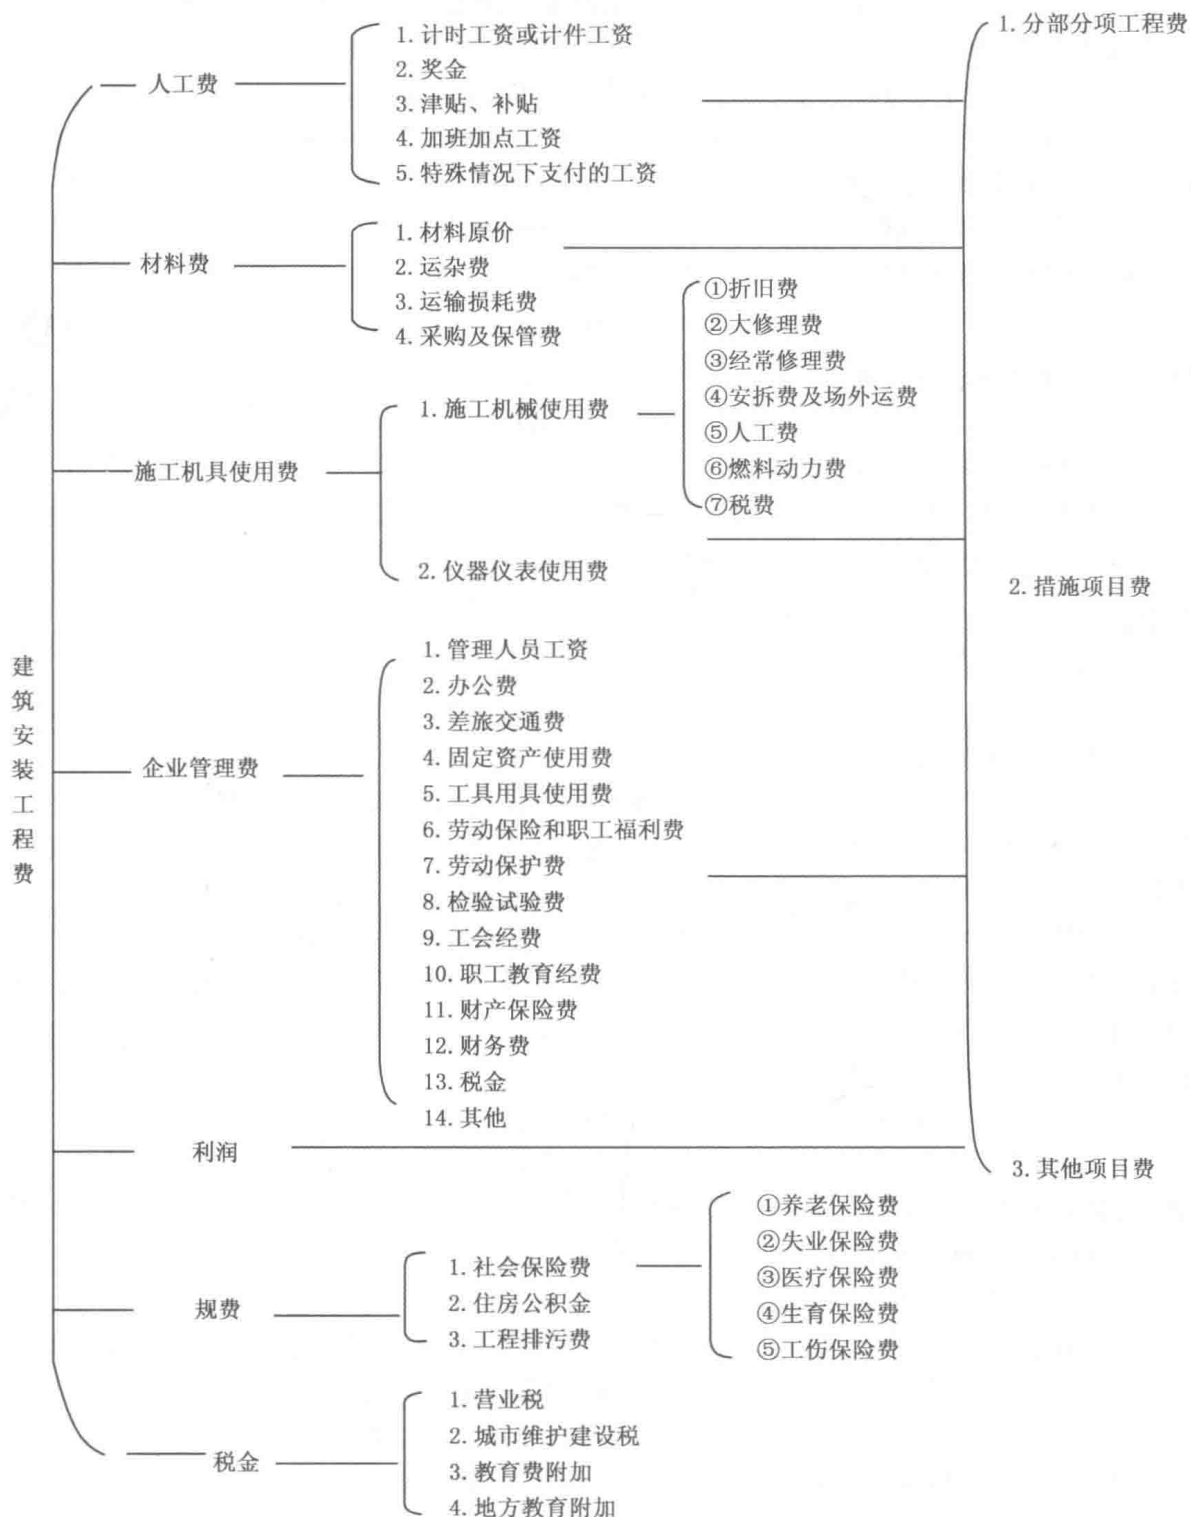 建筑安装工程费
人工费
1.计时工资或计件工资
2.奖金
3.津贴、补贴
4.加班加点工资
5.特殊情况下支付的工资
材料费
1.材料原价
2.运杂费
3.运输损耗费
4.采购及保管费
施工机具使用费
1.施工机械使用费
①折旧费
②大修理费
③经常修理费
④安拆费及场外运费
⑤人工费
⑥燃料动力费
⑦税费
2.仪器仪表使用费
企业管理费
1.管理人员工资
2.办公费
3.差旅交通费
4.固定资产使用费
5.工具用具使用费
6.劳动保险和职工福利费
7.劳动保护费
8.检验试验费
9.工会经费
10.职工教育经费
11.财产保险费
12.财务费
13.税金
14.其他
利润
规费
1.社会保险费
①养老保险费
②失业保险费
③医疗保险费
④生育保险费
⑤工伤保险费
2.住房公积金
3.工程排污费
税金
1.营业税
2.城市维护建设税
3.教育费附加
4.地方教育附加
1.分部分项工程费
2.措施项目费
3.其他项目费